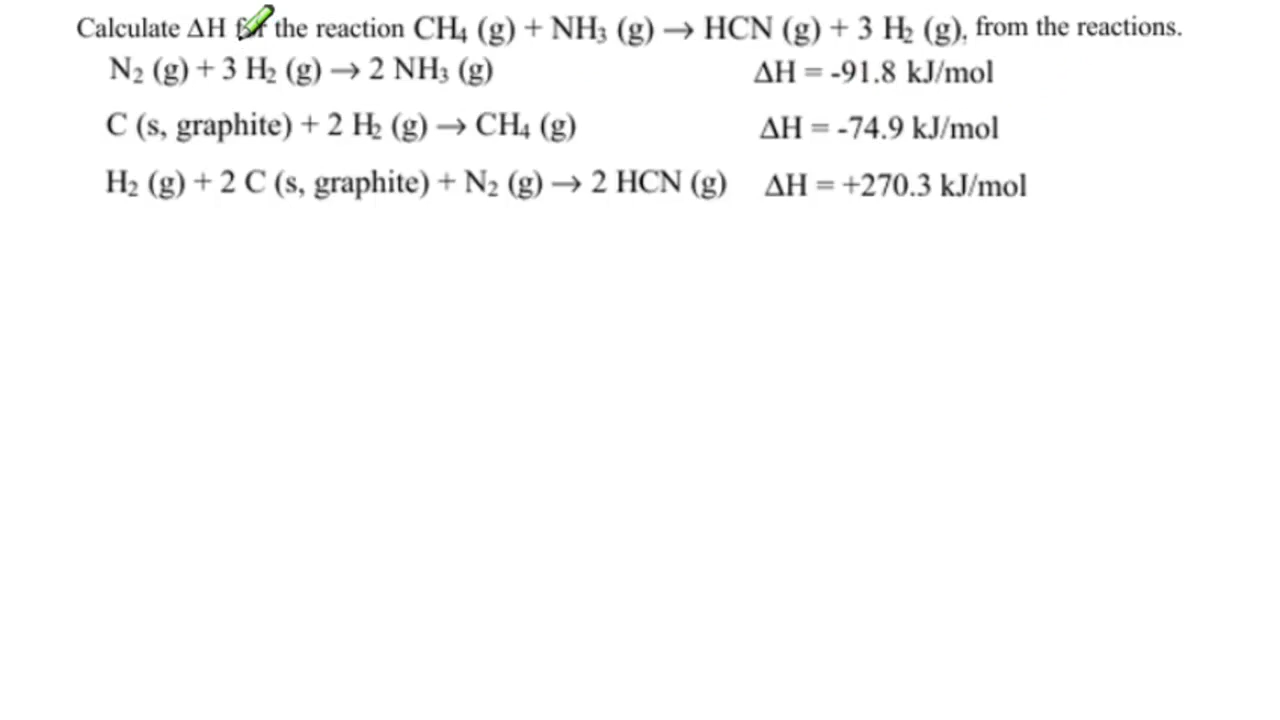 Calculate ΔH the reaction CH₄ (g) + NH₃ (g) → HCN (g) + 3 H₂ (g), from the reactions.
N₂ (g) + 3 H₂ (g) → 2 NH₃ (g) ΔH = -91.8 kJ/mol
C (s, graphite) + 2 H₂ (g) → CH₄ (g) ΔH = -74.9 kJ/mol
H₂ (g) + 2 C (s, graphite) + N₂ (g) → 2 HCN (g) ΔH = +270.3 kJ/mol